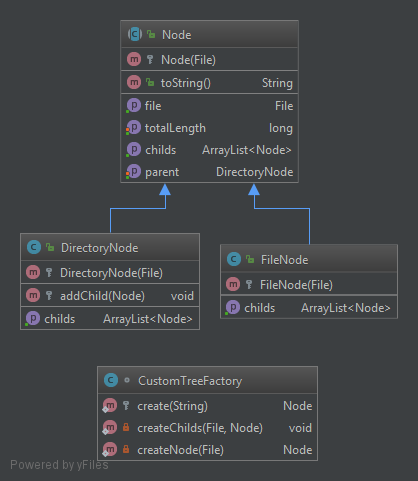 Node
Node(File)
toString() String
file File
totalLength long
childs ArrayList<Node>
parent DirectoryNode
DirectoryNode
DirectoryNode(File)
addChild(Node) void
childs ArrayList<Node>
FileNode
FileNode(File)
childs ArrayList<Node>
CustomTreeFactory
create(String) Node
createChilds(File, Node) void
createNode(File) Node
Powered by yFiles